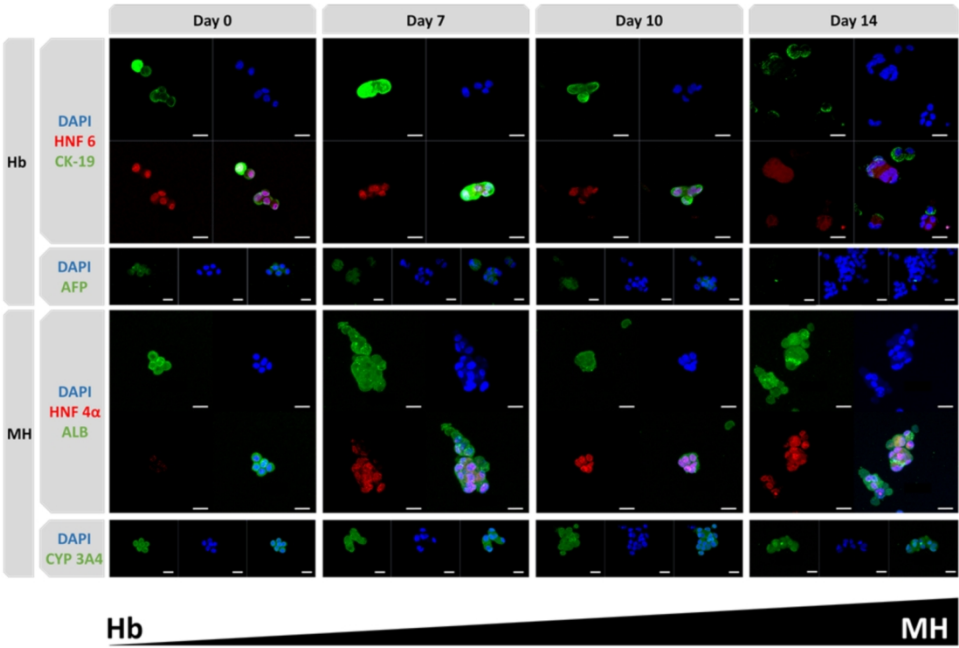 Day 0 Day 7 Day 10 Day 14
Hb
DAPI
HNF 6
CK-19
DAPI
AFP
MH
DAPI
HNF 4α
ALB
DAPI
CYP 3A4
Hb MH